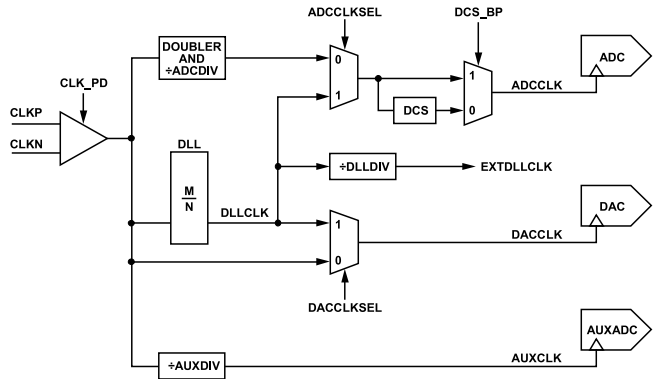 ADCCLKSEL
DCS_BP
DOUBLER
AND
÷ADCDIV
ADC
0
CLK_PD
1
ADCCLK
CLKP
1
DCS
0
CLKN
DLL
÷DLLDIV
EXTDLLCLK
M
N
DAC
DLLCLK
1
DACCLK
0
DACCLKSEL
AUXADC
÷AUXDIV
AUXCLK